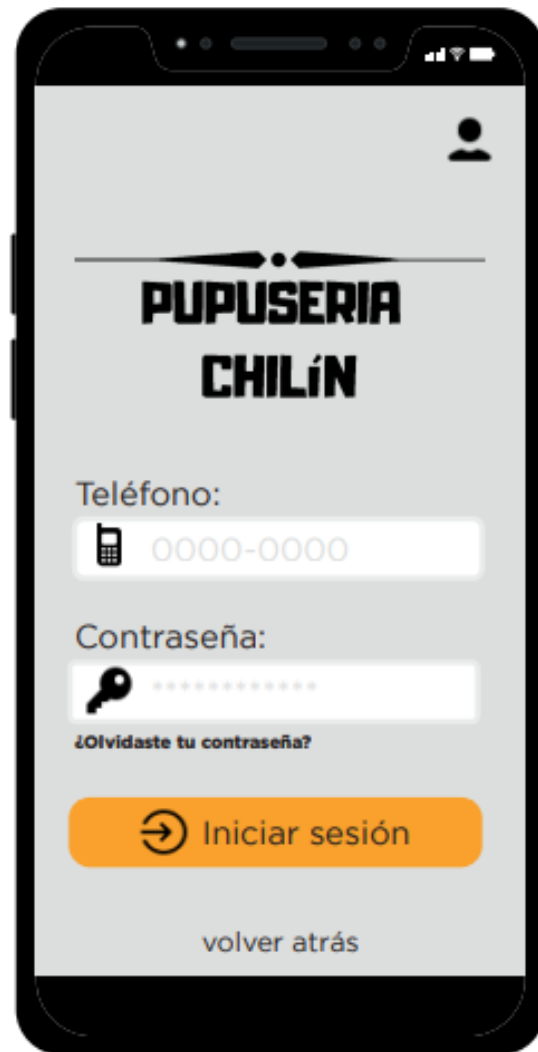 PUPUSERIA
CHILíN
Teléfono:
0000-0000
Contraseña:
************
¿Olvidaste tu contraseña?
Iniciar sesión
volver atrás